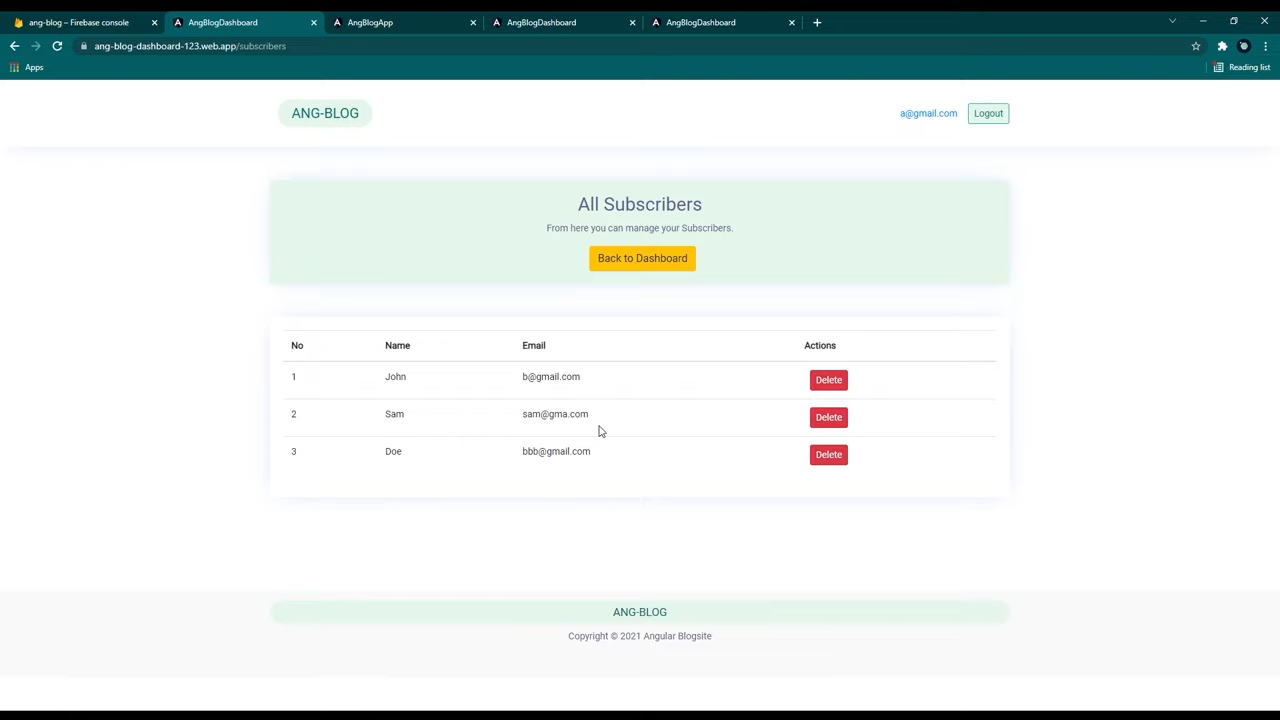 ang-blog – Firebase console
AngBlogDashboard
AngBlogApp
AngBlogDashboard
AngBlogDashboard
ang-blog-dashboard-123.web.app/subscribers
Apps
Reading list
ANG-BLOG
a@gmail.com
Logout
All Subscribers
From here you can manage your Subscribers.
Back to Dashboard
No Name Email Actions
1 John b@gmail.com Delete
2 Sam sam@gma.com Delete
3 Doe bbb@gmail.com Delete
ANG-BLOG
Copyright © 2021 Angular Blogsite